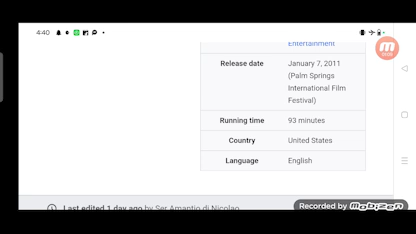 4:40
Entertainment
Release date January 7, 2011
(Palm Springs
International Film
Festival)
Running time 93 minutes
Country United States
Language English
Last edited 1 day ago by Ser Amantio di Nicolao
Recorded by mobizen